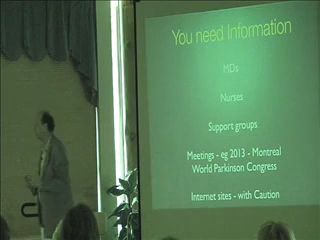 You need Information
MDs
Nurses
Support groups
Meetings - eg 2013 - Montreal
World Parkinson Congress
Internet sites - with Caution